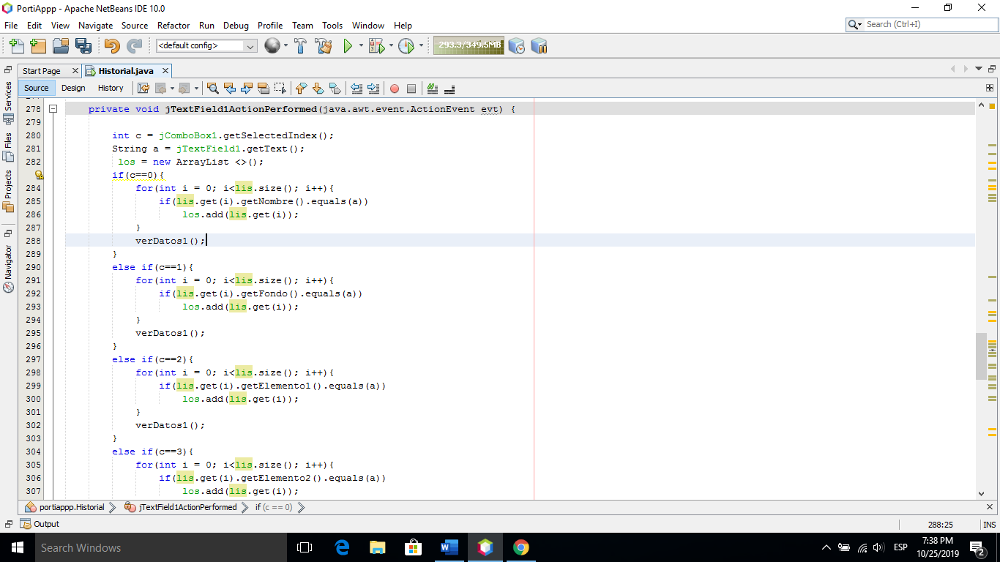 PortiAppp - Apache NetBeans IDE 10.0
File Edit View Navigate Source Refactor Run Debug Profile Team Tools Window Help
Search (Ctrl+I)
<default config>
293.3/349.5MB
Start Page
Historial.java
Source Design History
Services
Files
Projects
Navigator
278 private void jTextField1ActionPerformed(java.awt.event.ActionEvent evt) {
279
280 int c = jComboBox1.getSelectedIndex();
281 String a = jTextField1.getText();
282 los = new ArrayList <>();
if(c==0){
284 for(int i = 0; i<lis.size(); i++){
285 if(lis.get(i).getNombre().equals(a))
286 los.add(lis.get(i));
287 }
288 verDatos1();
289 }
290 else if(c==1){
291 for(int i = 0; i<lis.size(); i++){
292 if(lis.get(i).getFondo().equals(a))
293 los.add(lis.get(i));
294 }
295 verDatos1();
296 }
297 else if(c==2){
298 for(int i = 0; i<lis.size(); i++){
299 if(lis.get(i).getElemento1().equals(a))
300 los.add(lis.get(i));
301 }
302 verDatos1();
303 }
304 else if(c==3){
305 for(int i = 0; i<lis.size(); i++){
306 if(lis.get(i).getElemento2().equals(a))
307 los.add(lis.get(i));
portiappp.Historial jTextField1ActionPerformed if (c == 0)
Output
288:25 INS
Search Windows
ESP
7:38 PM
10/25/2019
2